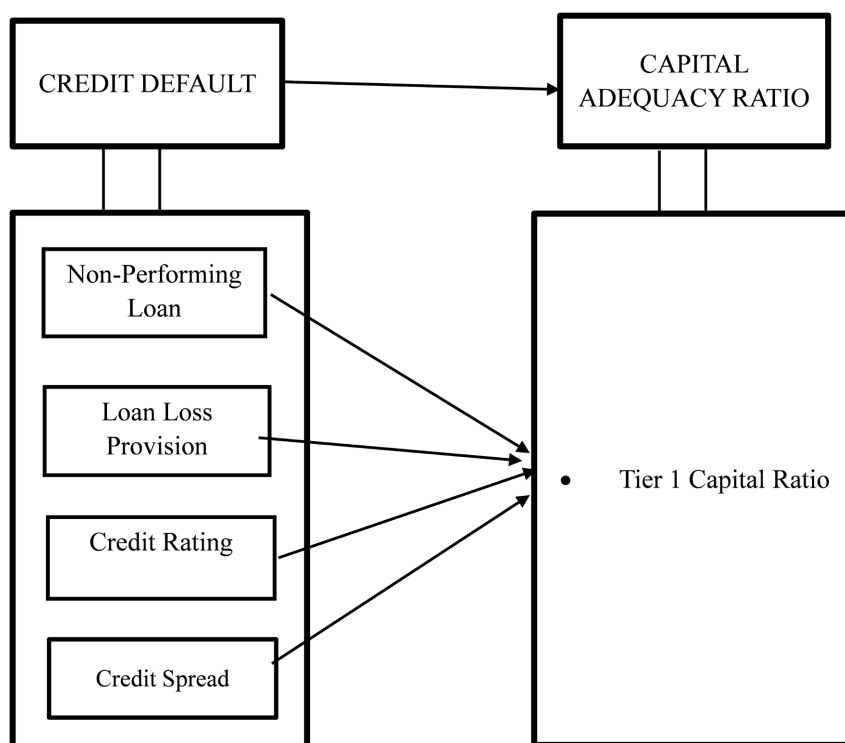 CREDIT DEFAULT
CAPITAL
ADEQUACY RATIO
Non-Performing
Loan
Loan Loss
Provision
Credit Rating
Credit Spread
• Tier 1 Capital Ratio